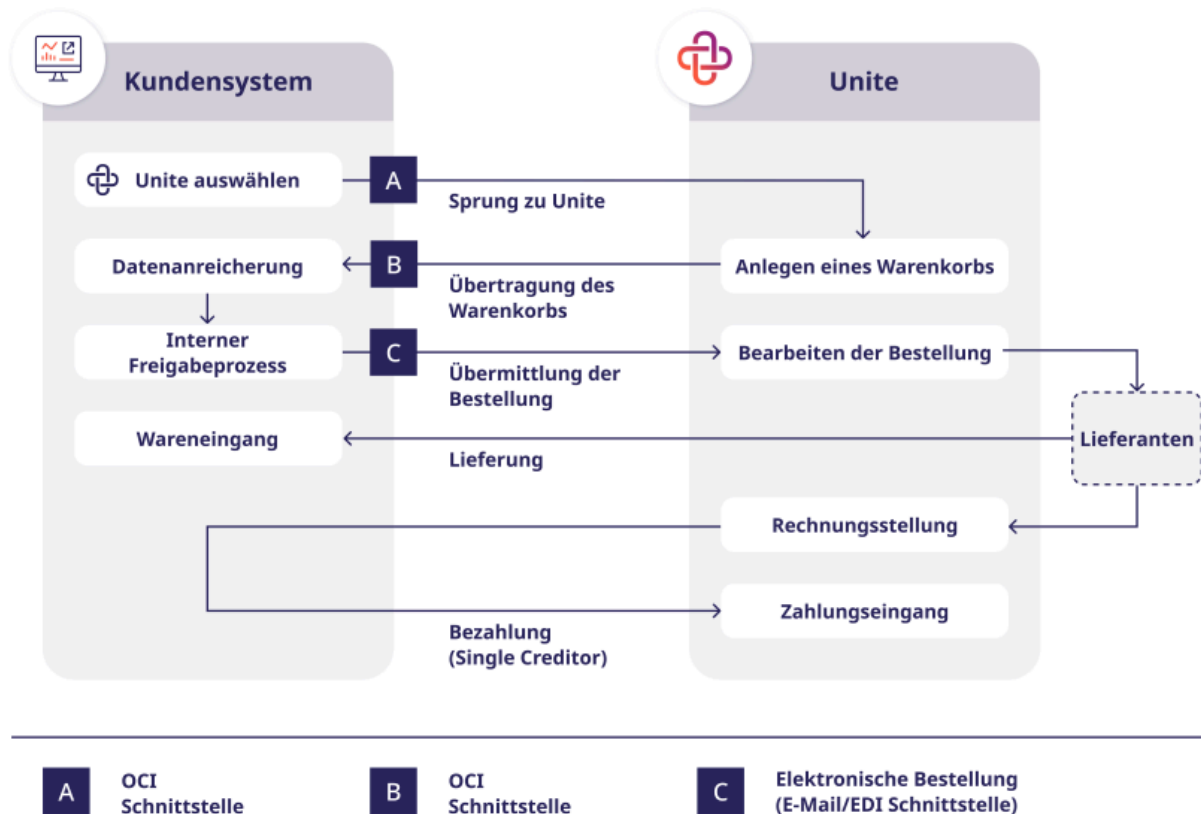 Kundensystem
Unite
Unite auswählen
A
Sprung zu Unite
Datenanreicherung
B
Anlegen eines Warenkorbs
Übertragung des
Warenkorbs
Interner
Freigabeprozess
C
Bearbeiten der Bestellung
Übermittlung der
Bestellung
Wareneingang
Lieferanten
Lieferung
Rechnungsstellung
Zahlungseingang
Bezahlung
(Single Creditor)
A
OCI
Schnittstelle
B
OCI
Schnittstelle
C
Elektronische Bestellung
(E-Mail/EDI Schnittstelle)